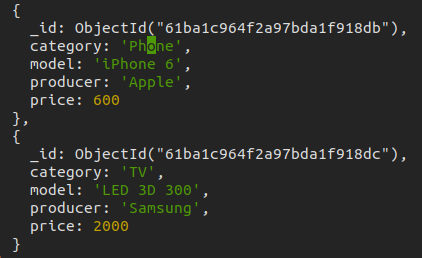 {
  _id: ObjectId("61ba1c964f2a97bda1f918db"),
  category: 'Phone',
  model: 'iPhone 6',
  producer: 'Apple',
  price: 600
},
{
  _id: ObjectId("61ba1c964f2a97bda1f918dc"),
  category: 'TV',
  model: 'LED 3D 300',
  producer: 'Samsung',
  price: 2000
}